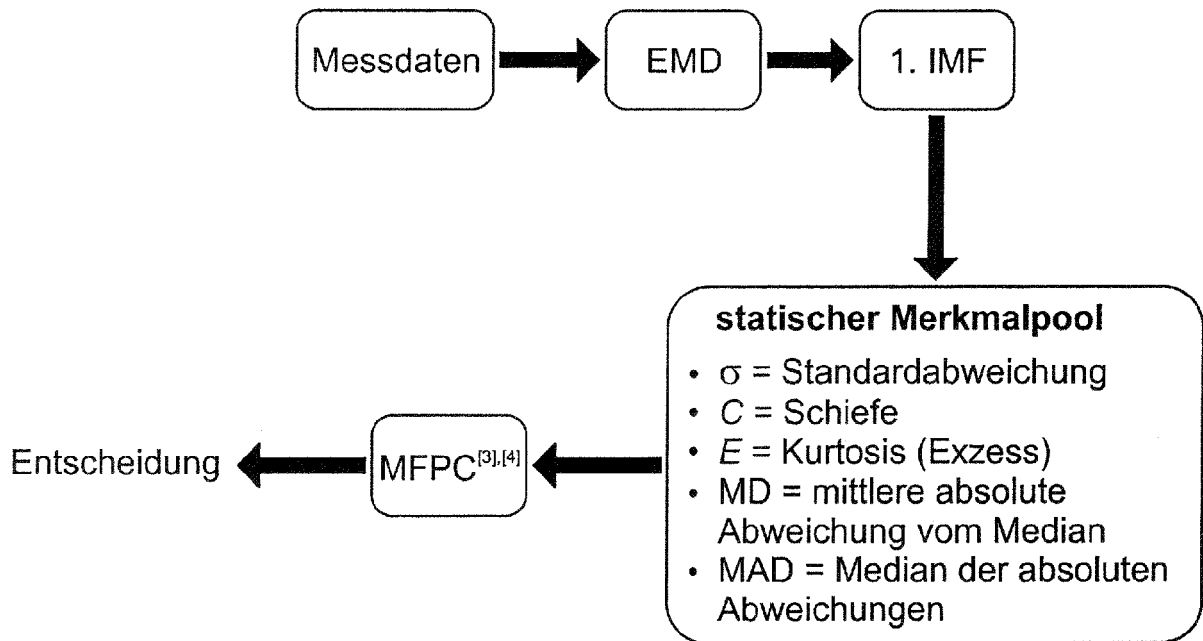 Messdaten
EMD
1. IMF
statischer Merkmalpool
• σ = Standardabweichung
• C = Schiefe
• E = Kurtosis (Exzess)
• MD = mittlere absolute
Abweichung vom Median
• MAD = Median der absoluten
Abweichungen
MFPC[3],[4]
Entscheidung